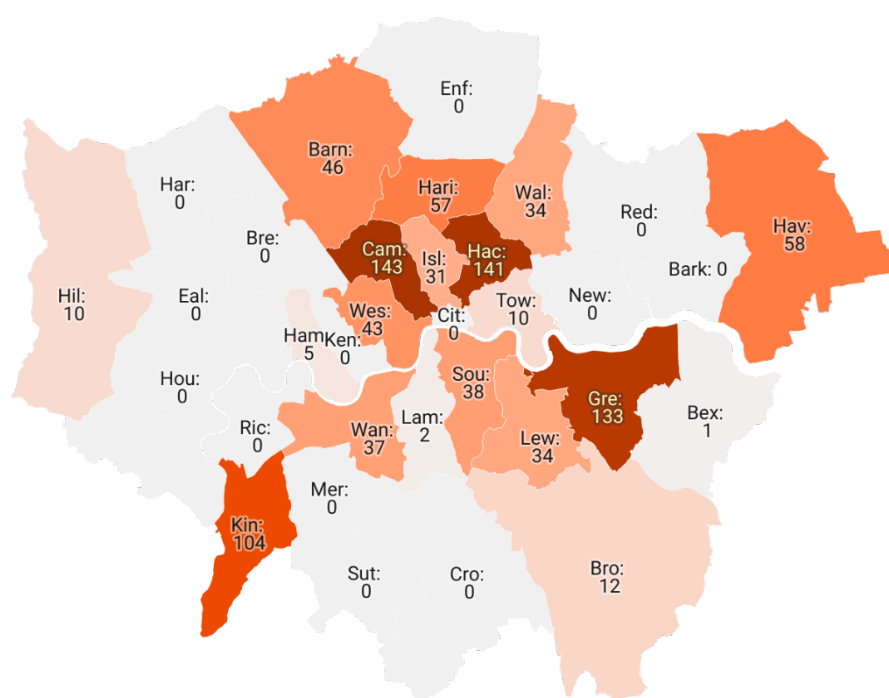 Enf:
0
Barn:
46
Har:
0
Hari:
57
Wal:
34
Red:
0
Hav:
58
Bre:
0
Cam:
143
Isl:
31
Hac:
141
Bark: 0
Hil:
10
Eal:
0
Wes:
43
Cit:
0
Tow:
10
New:
0
Ham:
5
Ken:
0
Hou:
0
Sou:
38
Gre:
133
Ric:
0
Wan:
37
Lam:
2
Lew:
34
Bex:
1
Mer:
0
Kin:
104
Sut:
0
Cro:
0
Bro:
12